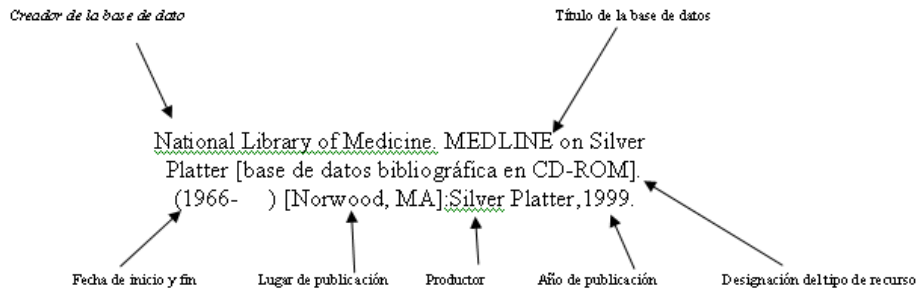 Creador de la base de dato
Título de la base de datos
National Library of Medicine. MEDLINE on Silver
Platter [base de datos bibliográfica en CD-ROM].
(1966- ) [Norwood, MA]:Silver Platter,1999.
Fecha de inicio y fin
Lugar de publicación
Productor
Año de publicación
Designación del tipo de recurso